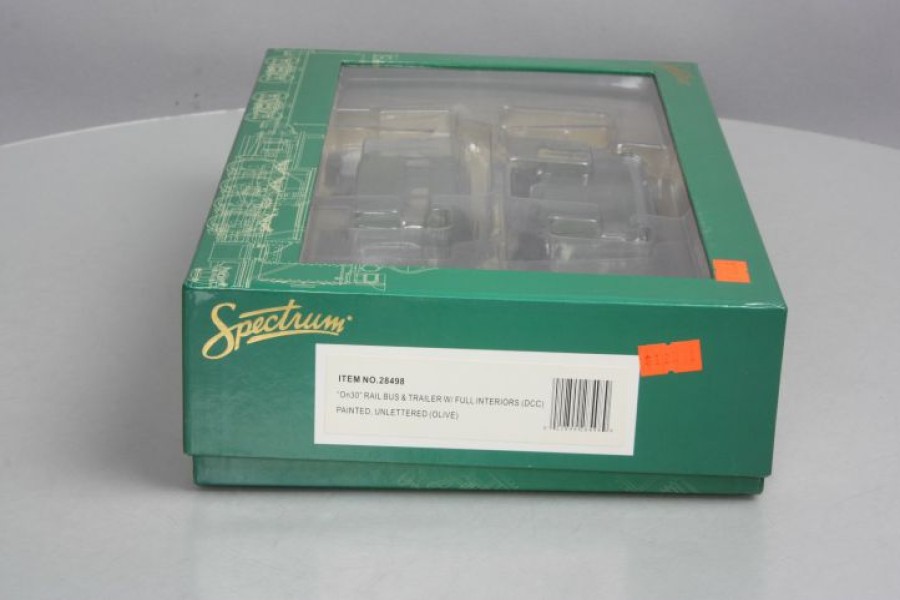 Spectrum
ITEM NO.28498
"On30" RAIL BUS & TRAILER W/ FULL INTERIORS (DCC)
PAINTED, UNLETTERED (OLIVE)